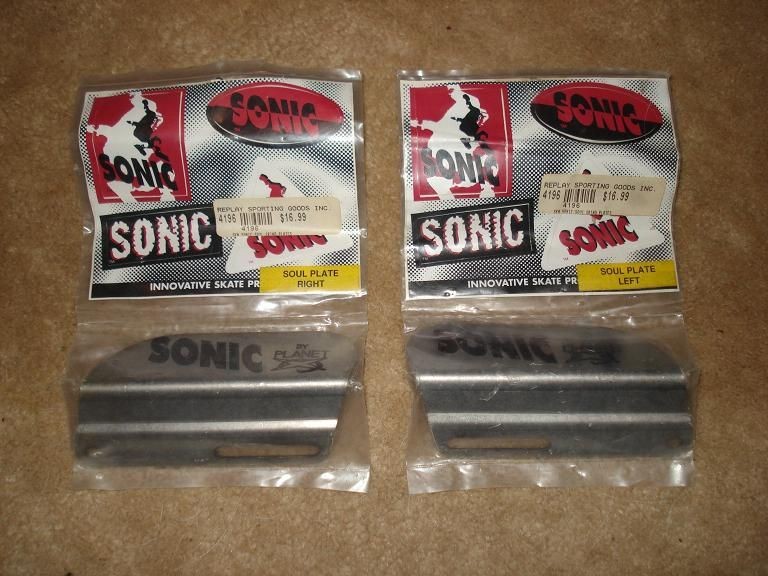 SONIC
SONIC
REPLAY SPORTING GOODS INC.
4196 $16.99
4196
SONIC
SONIC
SOUL PLATE
RIGHT
INNOVATIVE SKATE PR
SONIC
BY
PLANET
SONIC
SONIC
REPLAY SPORTING GOODS INC.
4196 $16.99
4196
SONIC
SONIC
SOUL PLATE
LEFT
INNOVATIVE SKATE PR
SONIC